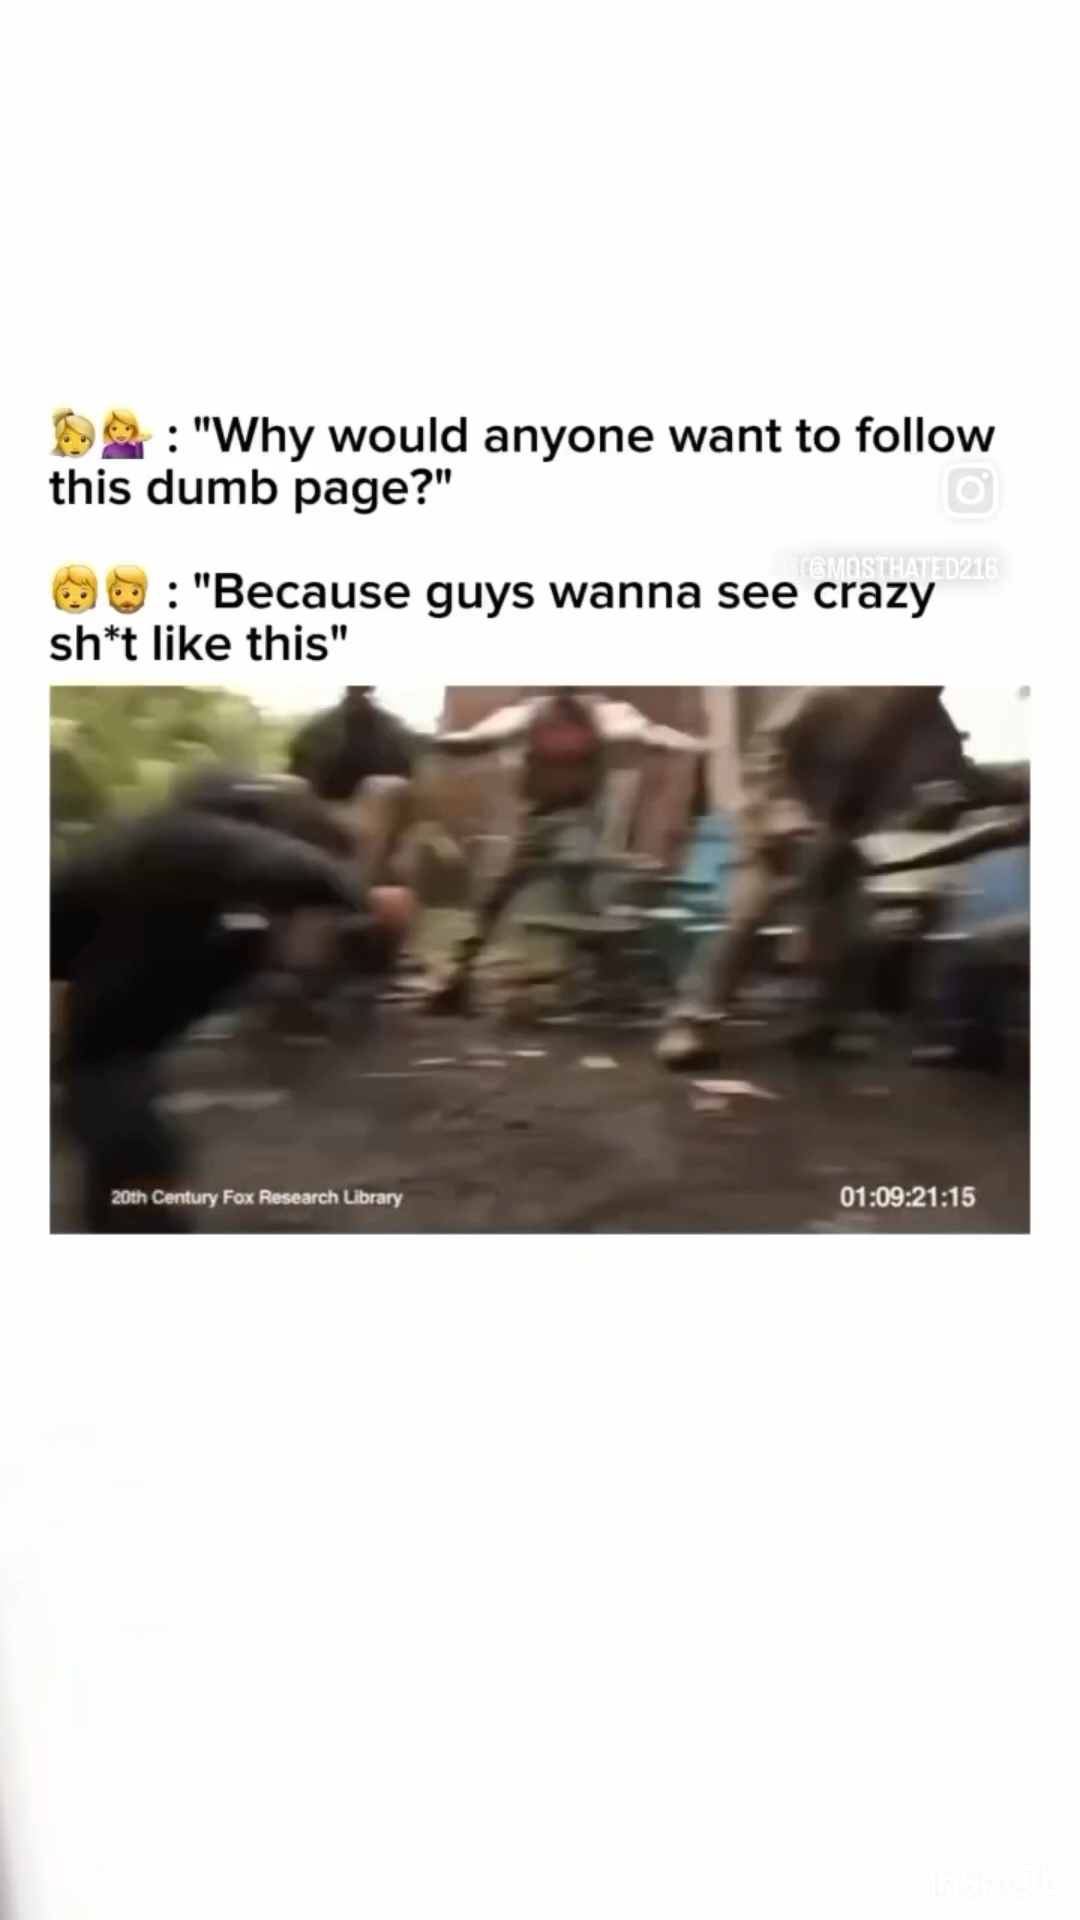 👱‍♀️💁‍♀️ : "Why would anyone want to follow
this dumb page?"
@MOSTHATED216
🧑🧔 : "Because guys wanna see crazy
sh*t like this"
20th Century Fox Research Library
01:09:21:15